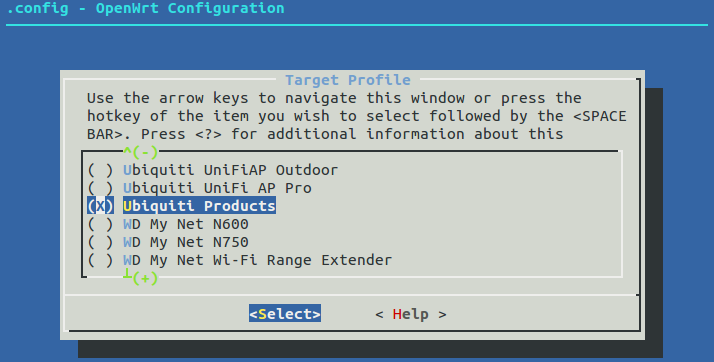 .config - OpenWrt Configuration
Target Profile
Use the arrow keys to navigate this window or press the
hotkey of the item you wish to select followed by the <SPACE
BAR>. Press <?> for additional information about this
^(-)
( ) Ubiquiti UniFiAP Outdoor
( ) Ubiquiti UniFi AP Pro
(X) Ubiquiti Products
( ) WD My Net N600
( ) WD My Net N750
( ) WD My Net Wi-Fi Range Extender
┴(+)
<Select> < Help >